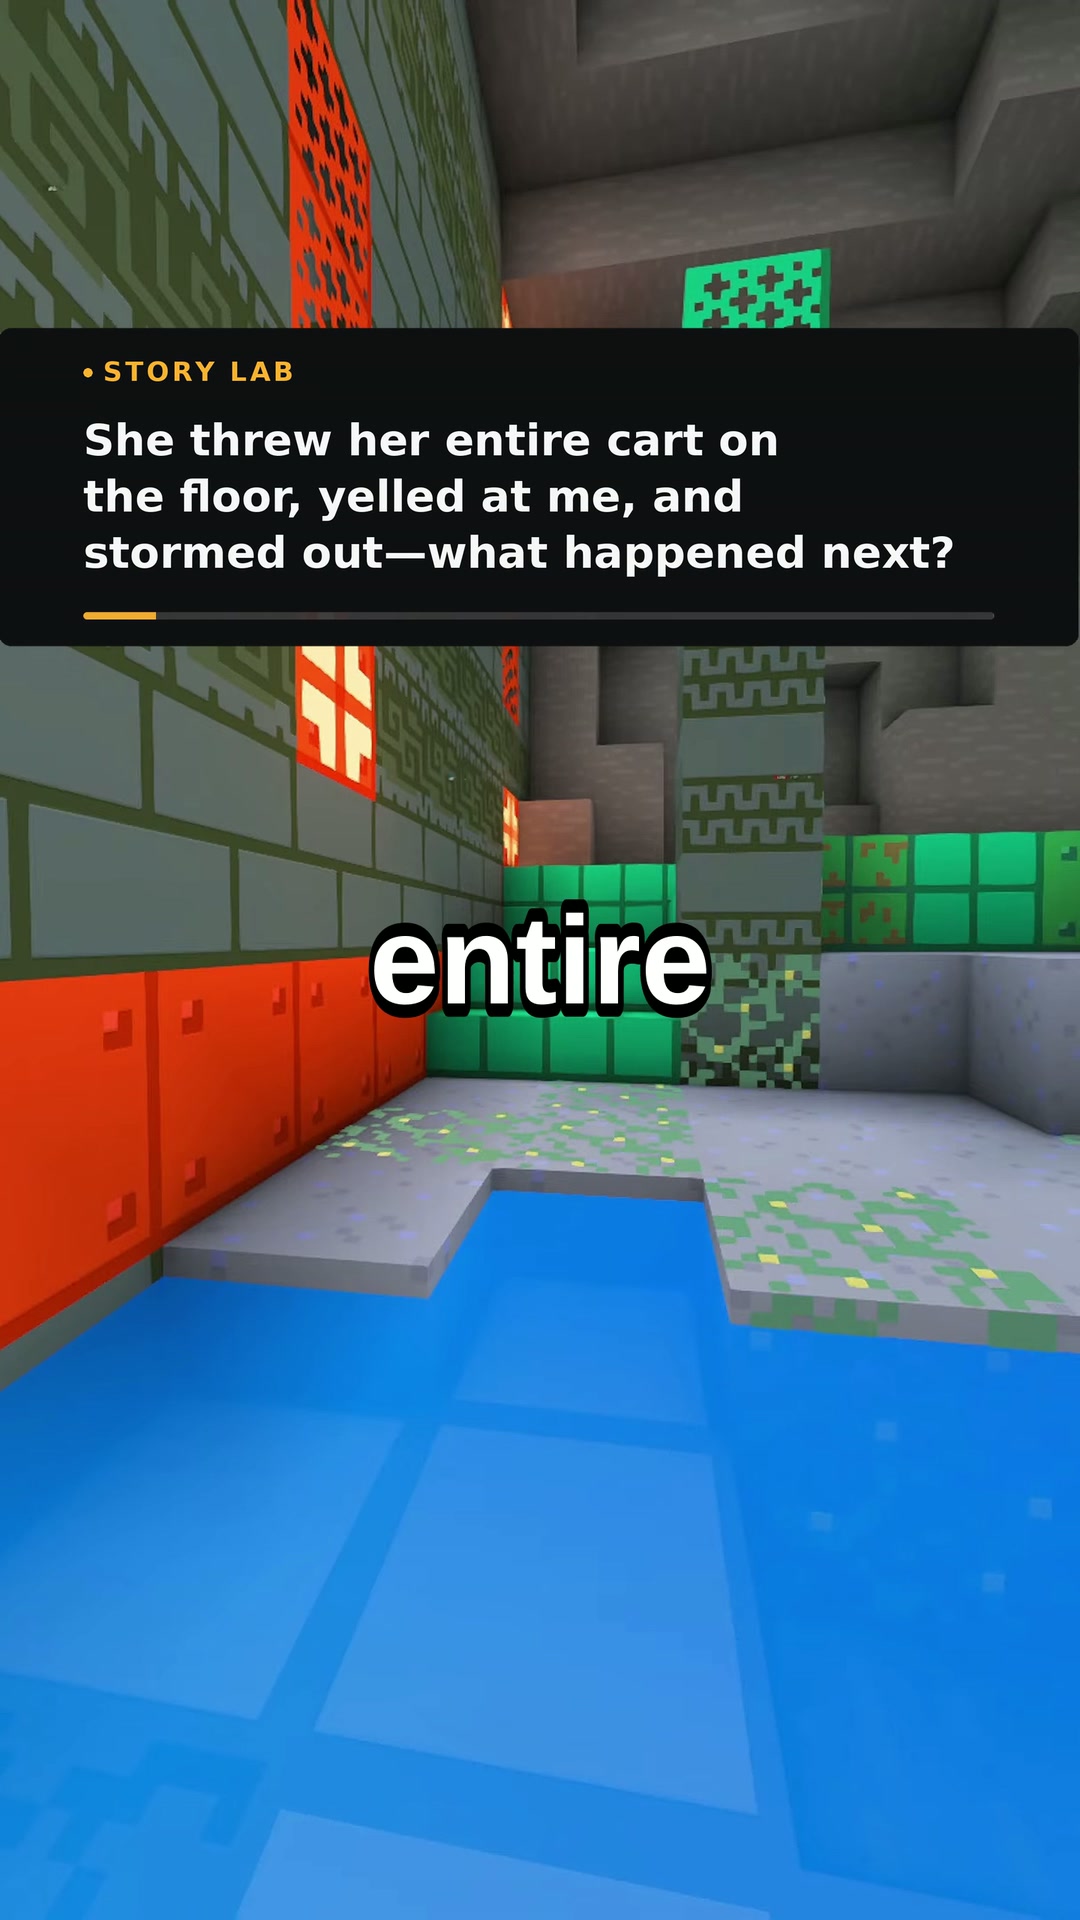 • STORY LAB
She threw her entire cart on
the floor, yelled at me, and
stormed out—what happened next?
entire